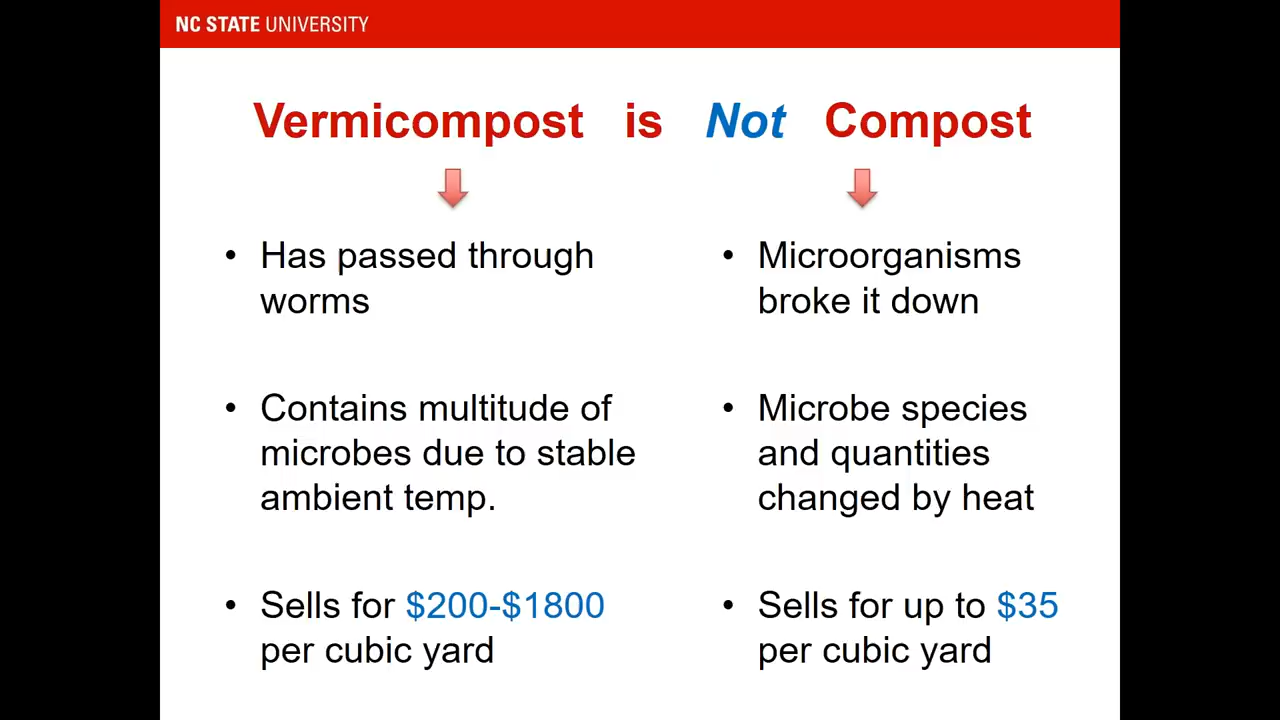 NC STATE UNIVERSITY
Vermicompost is Not Compost
• Has passed through
worms
• Contains multitude of
microbes due to stable
ambient temp.
• Sells for $200-$1800
per cubic yard
• Microorganisms
broke it down
• Microbe species
and quantities
changed by heat
• Sells for up to $35
per cubic yard